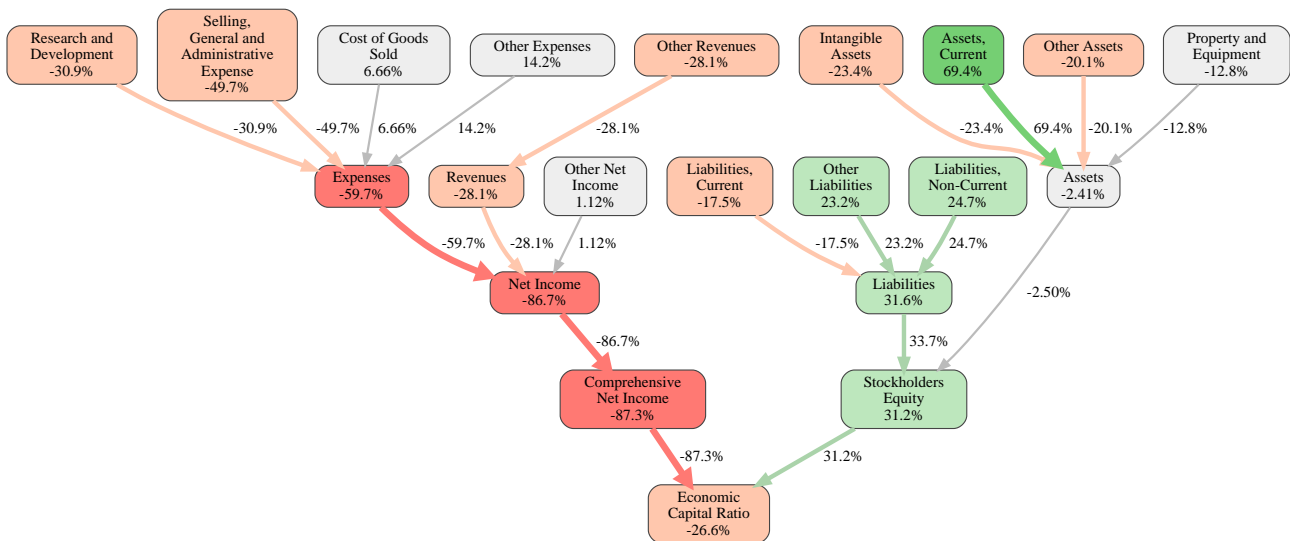 Research and
Development
-30.9%
Selling,
General and
Administrative
Expense
-49.7%
Cost of Goods
Sold
6.66%
Other Expenses
14.2%
Other Revenues
-28.1%
Intangible
Assets
-23.4%
Assets,
Current
69.4%
Other Assets
-20.1%
Property and
Equipment
-12.8%
-30.9%
-49.7%
6.66%
14.2%
-28.1%
-23.4%
69.4%
-20.1%
-12.8%
Expenses
-59.7%
Revenues
-28.1%
Other Net
Income
1.12%
Liabilities,
Current
-17.5%
Other
Liabilities
23.2%
Liabilities,
Non-Current
24.7%
Assets
-2.41%
-59.7%
-28.1%
1.12%
-17.5%
23.2%
24.7%
Net Income
-86.7%
Liabilities
31.6%
-2.50%
-86.7%
33.7%
Comprehensive
Net Income
-87.3%
Stockholders
Equity
31.2%
-87.3%
31.2%
Economic
Capital Ratio
-26.6%